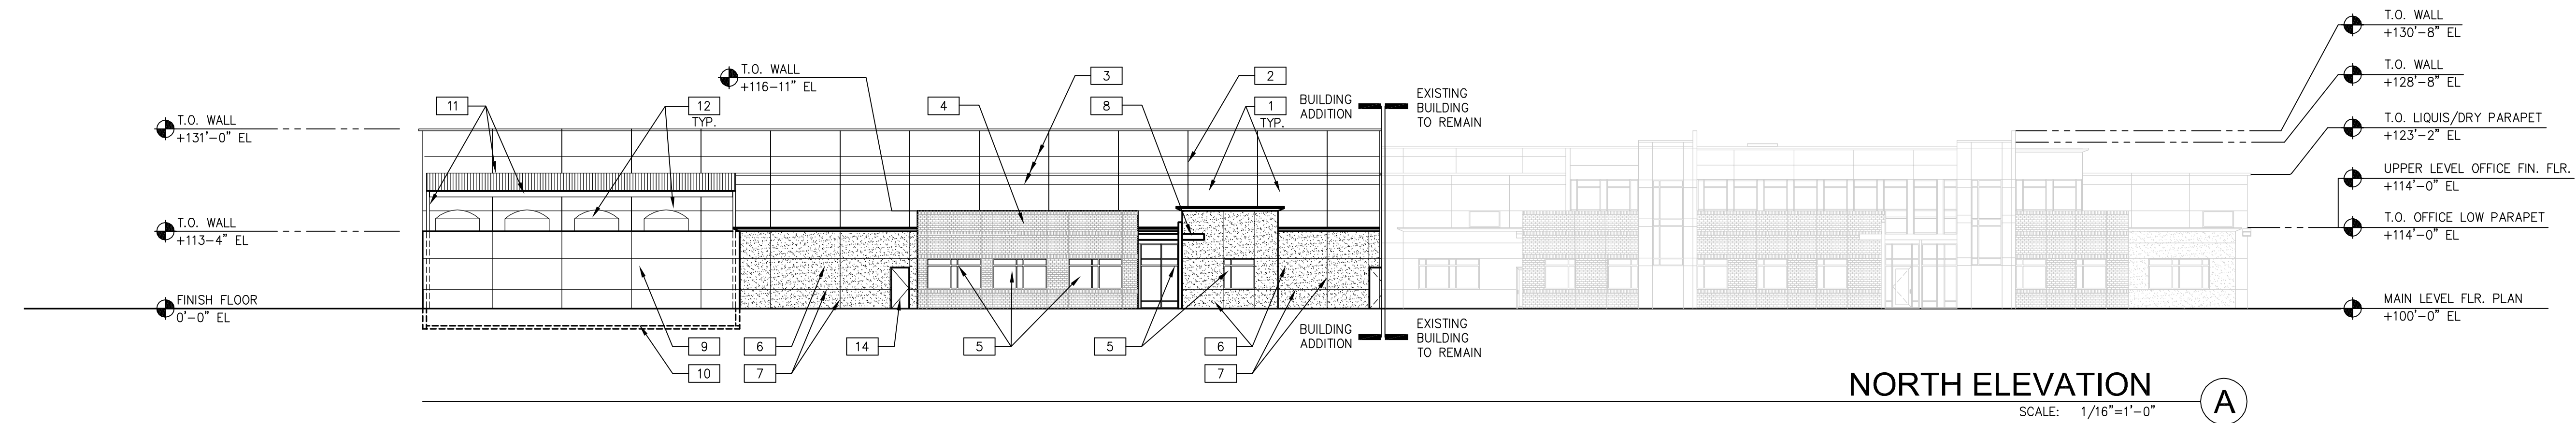 T.O. WALL
+131'-0" EL
T.O. WALL
+113-4" EL
FINISH FLOOR
0'-0" EL
T.O. WALL
+116-11" EL
11
12
TYP.
4
3
8
2
1
TYP.
BUILDING
ADDITION
EXISTING
BUILDING
TO REMAIN
9
10
6
7
14
5
5
6
7
BUILDING
ADDITION
EXISTING
BUILDING
TO REMAIN
T.O. WALL
+130'-8" EL
T.O. WALL
+128'-8" EL
T.O. LIQUIS/DRY PARAPET
+123'-2" EL
UPPER LEVEL OFFICE FIN. FLR.
+114'-0" EL
T.O. OFFICE LOW PARAPET
+114'-0" EL
MAIN LEVEL FLR. PLAN
+100'-0" EL
NORTH ELEVATION
SCALE: 1/16"=1'-0"
A